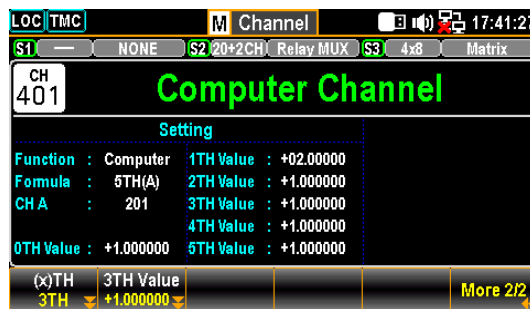 LOC TMC M Channel 17:41:27
S1 — NONE S2 20+2CH Relay MUX S3 4x8 Matrix
CH
401 Computer Channel
Setting
Function : Computer 1TH Value : +02.00000
Formula : 5TH(A) 2TH Value : +1.000000
CH A : 201 3TH Value : +1.000000
4TH Value : +1.000000
0TH Value : +1.000000 5TH Value : +1.000000
(x)TH 3TH Value
3TH +1.000000 More 2/2